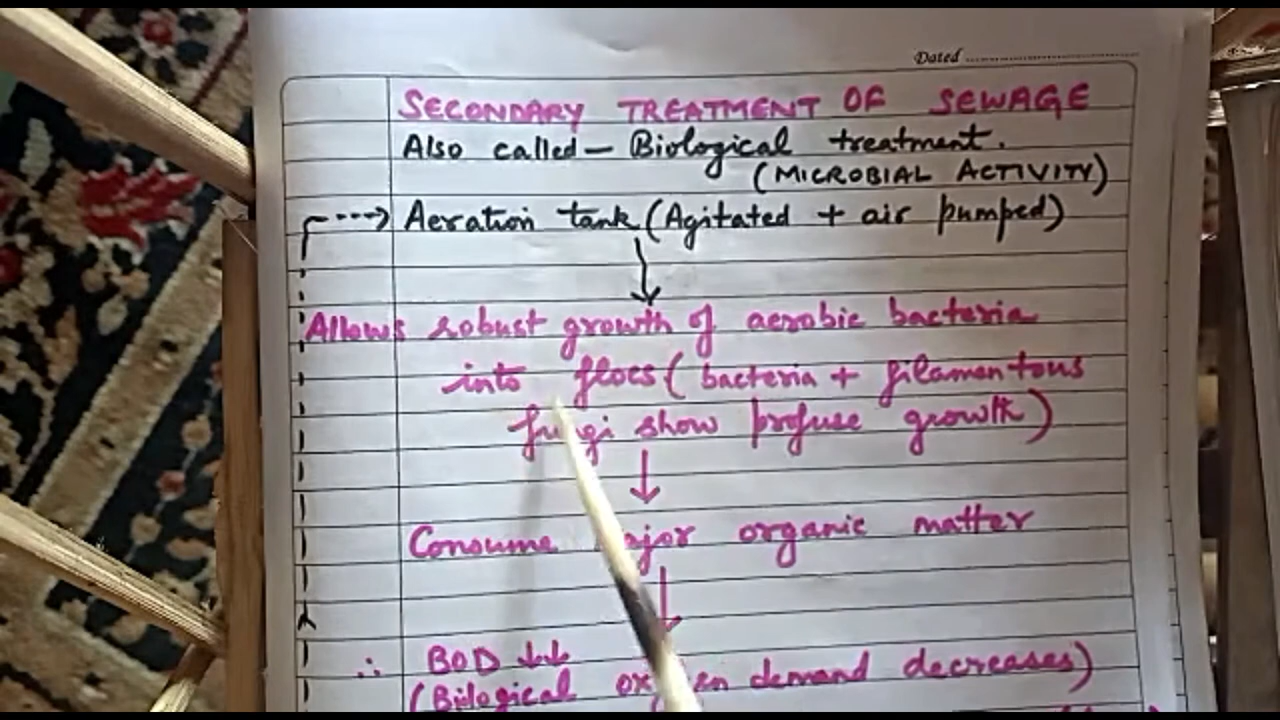 Dated
SECONDARY TREATMENT OF SEWAGE
Also called — Biological treatment.
(MICROBIAL ACTIVITY)
Aeration tank (Agitated + air pumped)
Allows robust growth of aerobic bacteria
into flocs (bacteria + filamentous
fungi show profuse growth)
Consume organic matter
∴ BOD ↓↓
(Biological demand decreases)